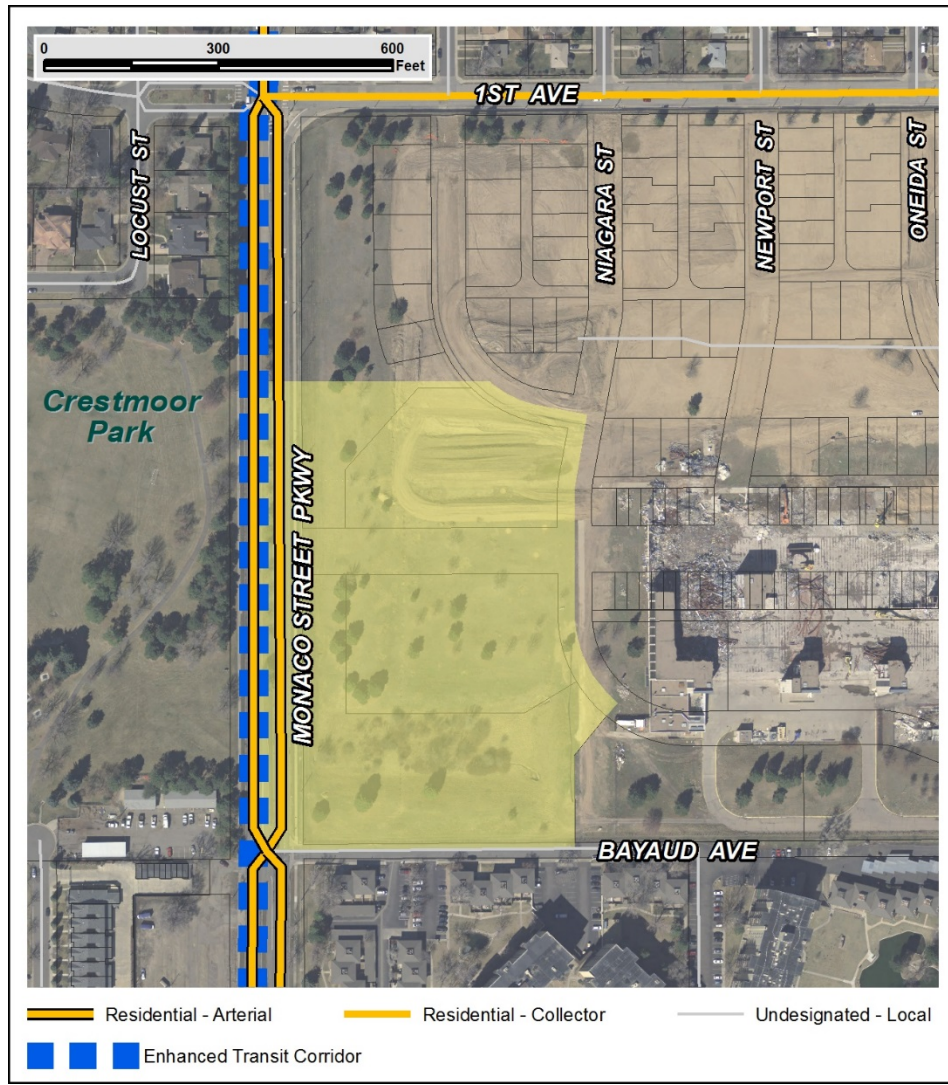 0 300 600
Feet
1ST AVE
LOCUST ST
NIAGARA ST
NEWPORT ST
ONEIDA ST
Crestmoor
Park
MONACO STREET PKWY
BAYAUD AVE
Residential - Arterial
Residential - Collector
Undesignated - Local
Enhanced Transit Corridor